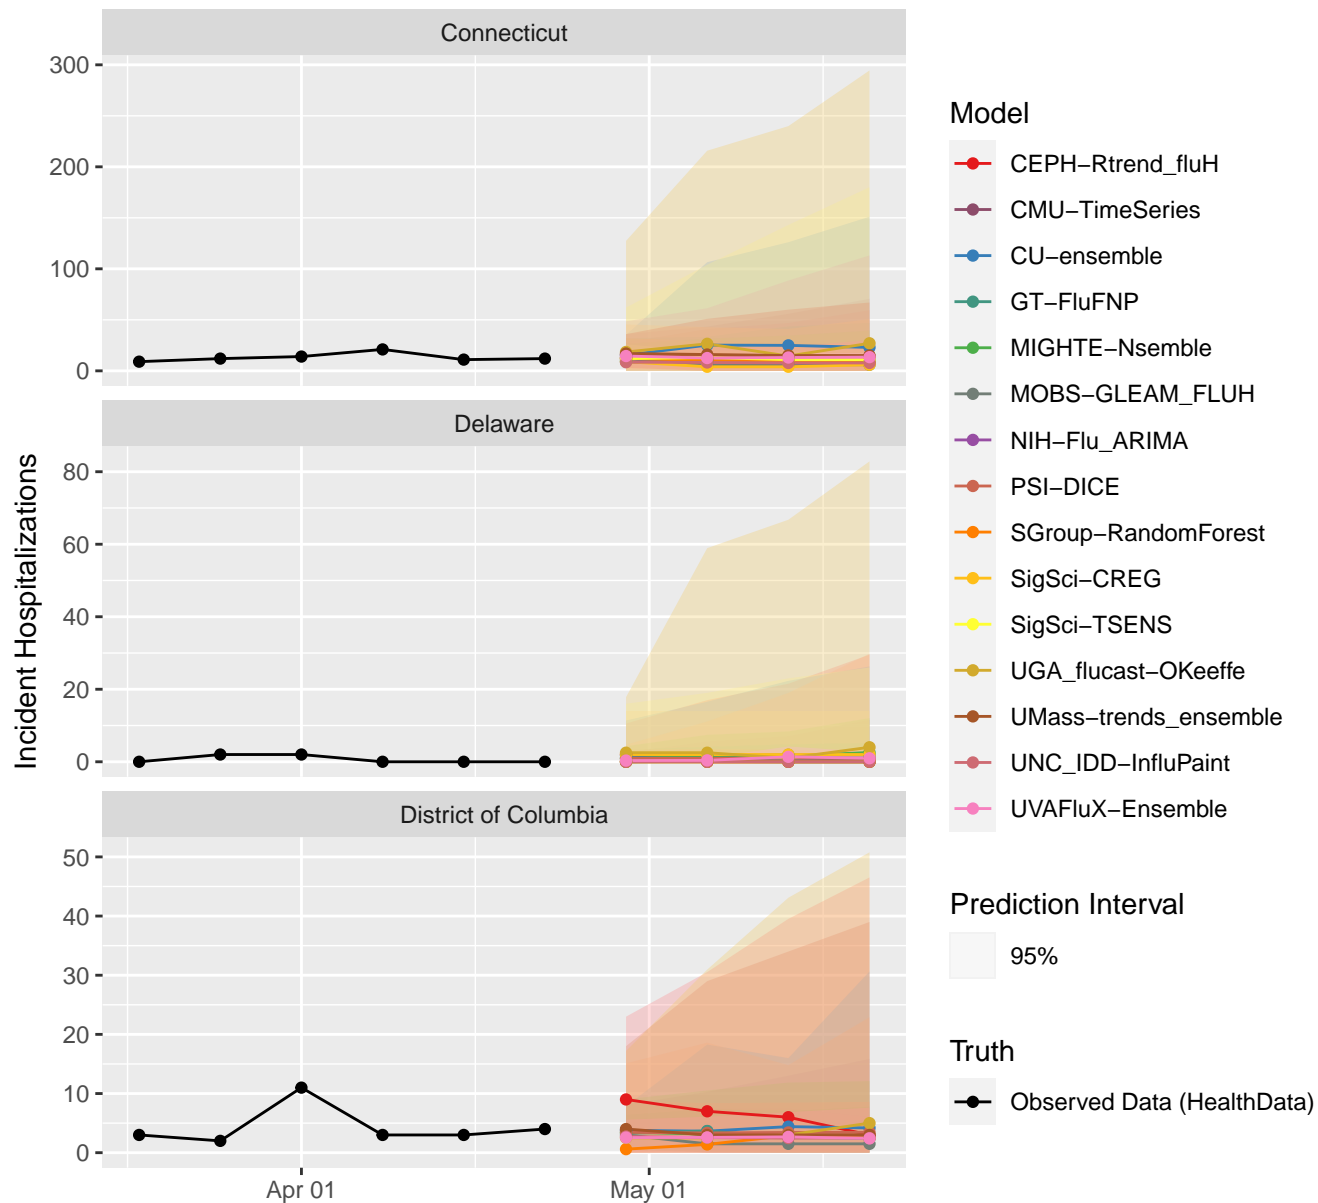 Connecticut
300
200
100
0
Delaware
80
60
40
20
0
District of Columbia
50
40
30
20
10
0
Apr 01
May 01
Incident Hospitalizations
Model
CEPH−Rtrend_fluH
CMU−TimeSeries
CU−ensemble
GT−FluFNP
MIGHTE−Nsemble
MOBS−GLEAM_FLUH
NIH−Flu_ARIMA
PSI−DICE
SGroup−RandomForest
SigSci−CREG
SigSci−TSENS
UGA_flucast−OKeeffe
UMass−trends_ensemble
UNC_IDD−InfluPaint
UVAFluX−Ensemble
Prediction Interval
95%
Truth
Observed Data (HealthData)